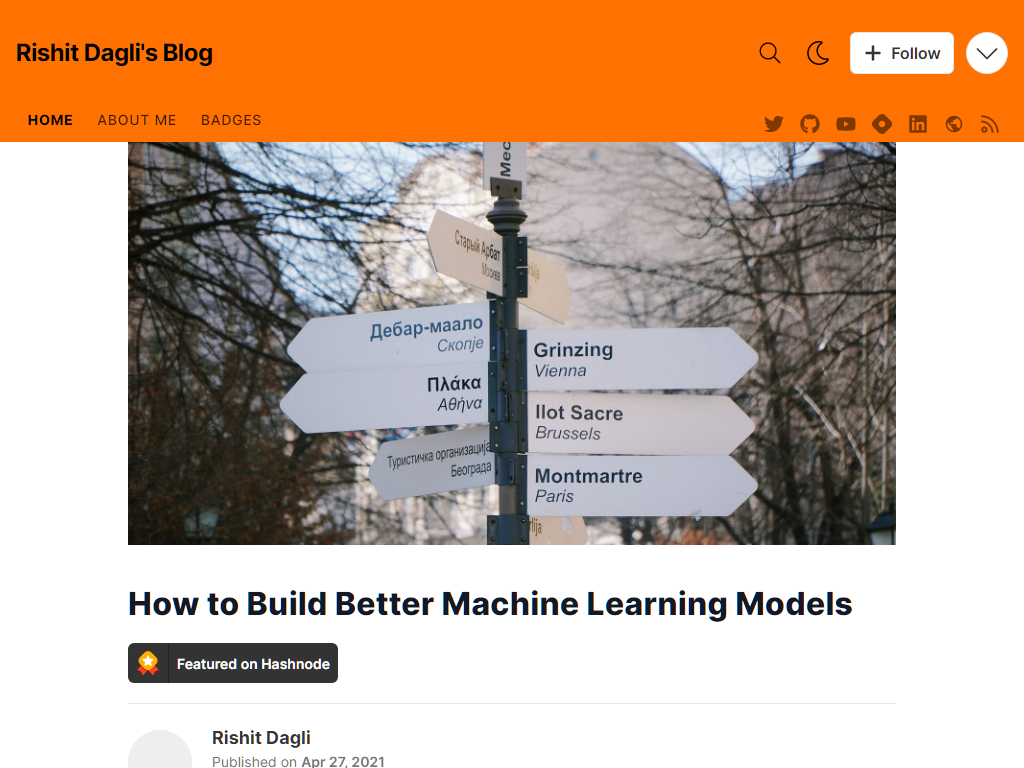 Rishit Dagli's Blog
Follow
HOME ABOUT ME BADGES
Старый Арбат
Москва
Дебар-маало
Скопје
Πλάκα
Αθήνα
Туристичка организација
Београда
Grinzing
Vienna
Ilot Sacre
Brussels
Montmartre
Paris
How to Build Better Machine Learning Models
Featured on Hashnode
Rishit Dagli
Published on Apr 27, 2021